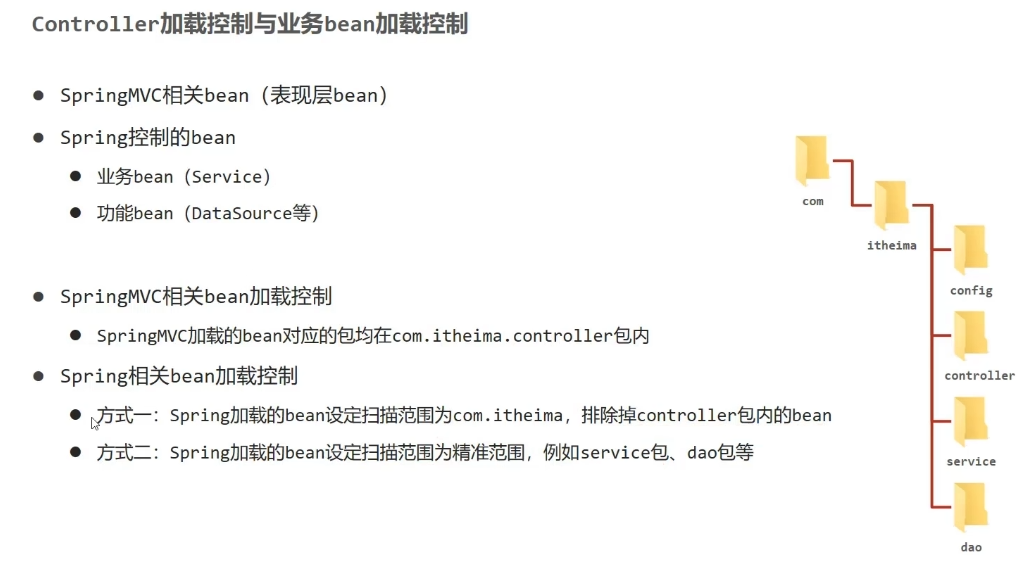 Controller加载控制与业务bean加载控制
SpringMVC相关bean（表现层bean）
Spring控制的bean
业务bean（Service）
功能bean（DataSource等）
SpringMVC相关bean加载控制
SpringMVC加载的bean对应的包均在com.itheima.controller包内
Spring相关bean加载控制
方式一：Spring加载的bean设定扫描范围为com.itheima，排除掉controller包内的bean
方式二：Spring加载的bean设定扫描范围为精准范围，例如service包、dao包等
com
itheima
config
controller
service
dao